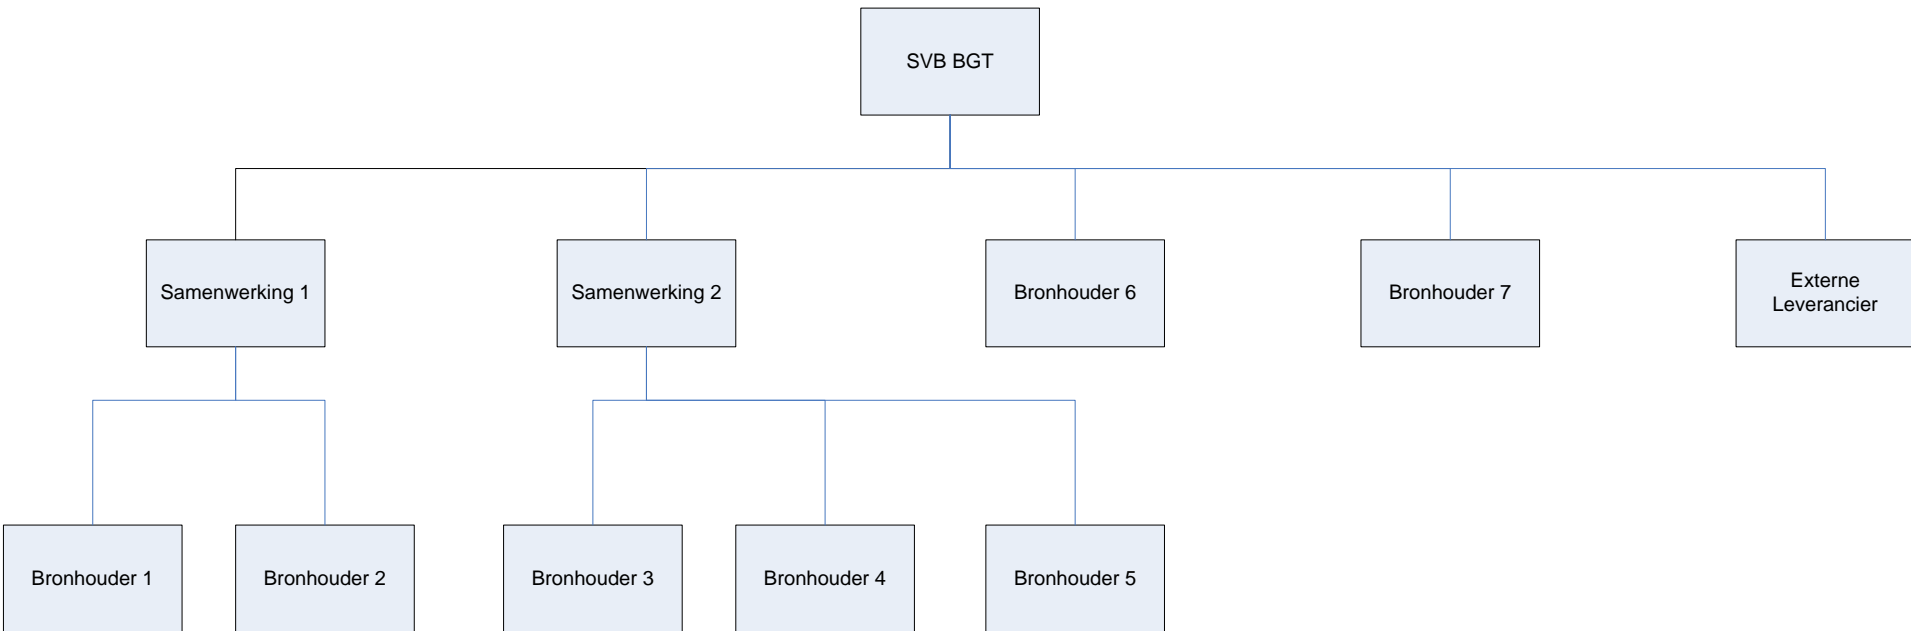 SVB BGT
Samenwerking 1
Samenwerking 2
Bronhouder 6
Bronhouder 7
Externe
Leverancier
Bronhouder 1
Bronhouder 2
Bronhouder 3
Bronhouder 4
Bronhouder 5